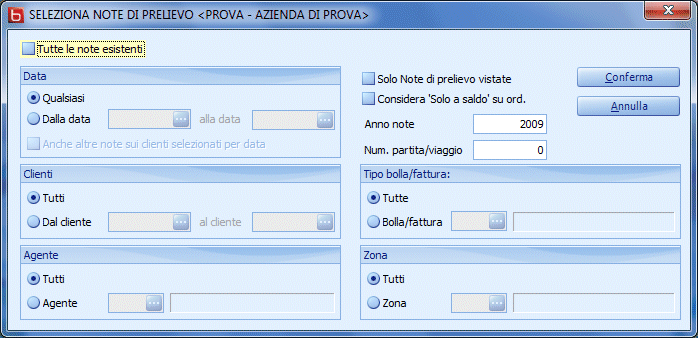 SELEZIONA NOTE DI PRELIEVO <PROVA - AZIENDA DI PROVA>
Tutte le note esistenti
Data
Qualsiasi
Dalla data ... alla data ...
Anche altre note sui clienti selezionati per data
Solo Note di prelievo vistate
Considera 'Solo a saldo' su ord.
Anno note 2009
Num. partita/viaggio 0
Conferma
Annulla
Clienti
Tutti
Dal cliente ... al cliente ...
Tipo bolla/fattura:
Tutte
Bolla/fattura ...
Agente
Tutti
Agente ...
Zona
Tutti
Zona ...